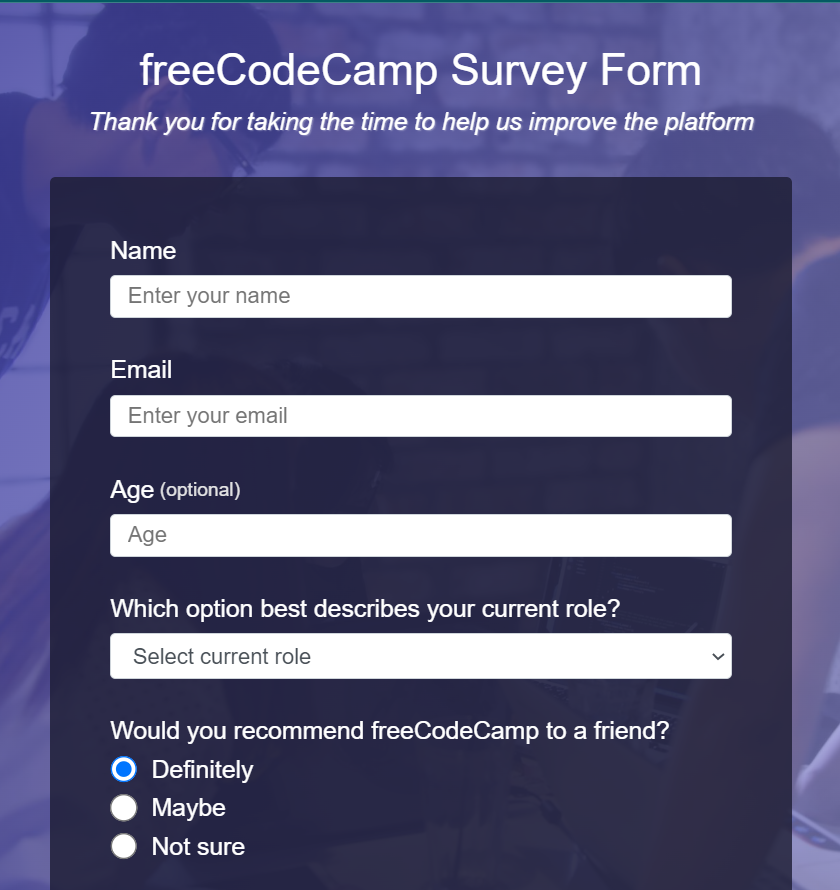 freeCodeCamp Survey Form
Thank you for taking the time to help us improve the platform
Name
Enter your name
Email
Enter your email
Age (optional)
Age
Which option best describes your current role?
Select current role
Would you recommend freeCodeCamp to a friend?
Definitely
Maybe
Not sure